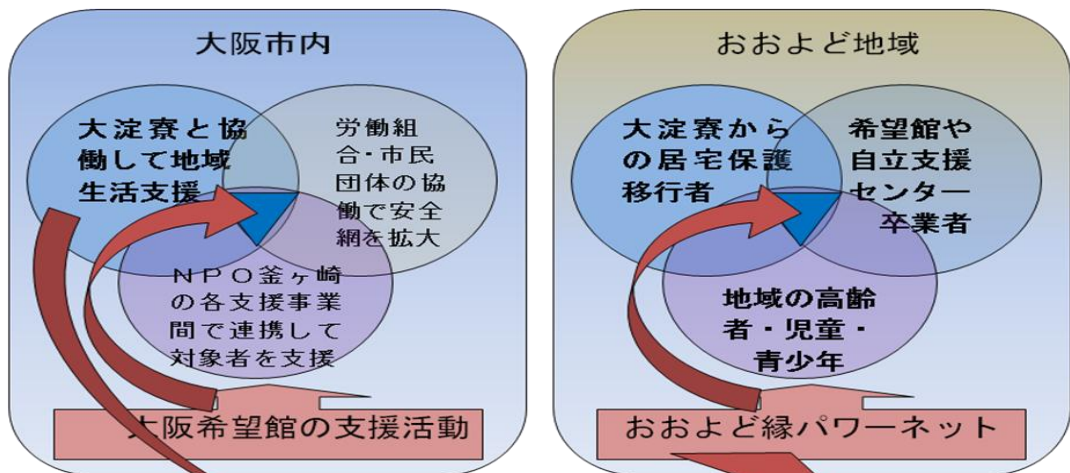 大阪市内
大淀寮と協
働して地域
生活支援
労働組
合・市民
団体の協
働で安全
網を拡大
ＮＰＯ釜ヶ崎
の各支援事業
間で連携して
対象者を支援
大阪希望館の支援活動
おおよど地域
大淀寮から
の居宅保護
移行者
希望館や
自立支援
センター
卒業者
地域の高齢
者・児童・
青少年
おおよど縁パワーネット